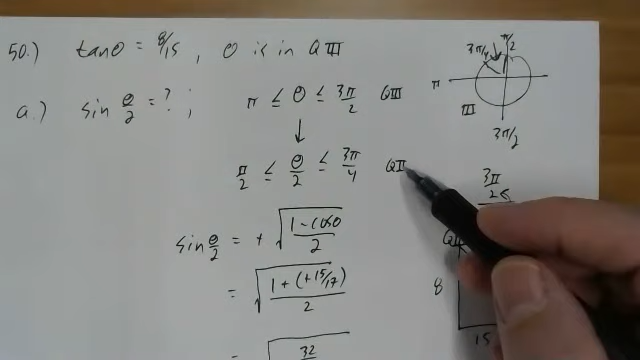 50.) tanθ = 8/15 , θ is in QIII
a.) sin θ/2 = ? ; π ≤ θ ≤ 3π/2 QIII
π/2 ≤ θ/2 ≤ 3π/4 QII
sin θ/2 = + √((1-cosθ)/2)
= √((1+(+15/17))/2)
= √(32
3π/4 π/2
π
III
3π/2
3π/2
8
15